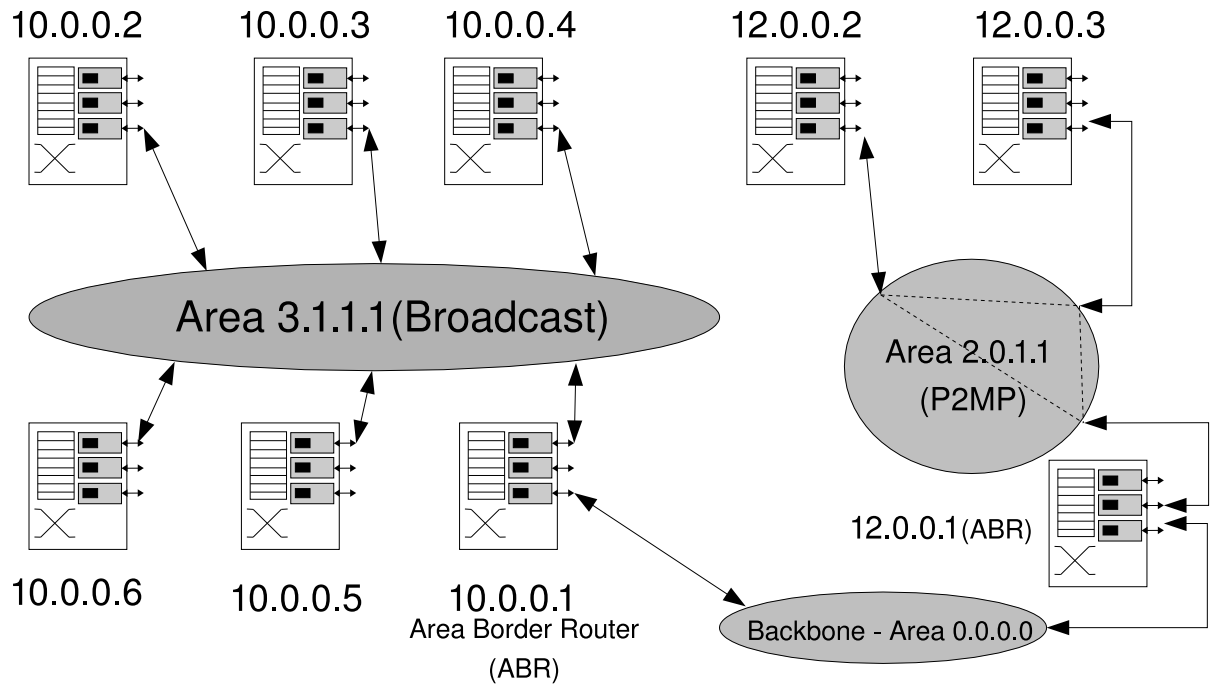 10.0.0.2
10.0.0.3
10.0.0.4
12.0.0.2
12.0.0.3
Area 3.1.1.1(Broadcast)
Area 2.0.1.1
(P2MP)
12.0.0.1(ABR)
10.0.0.6
10.0.0.5
10.0.0.1
Area Border Router
(ABR)
Backbone - Area 0.0.0.0